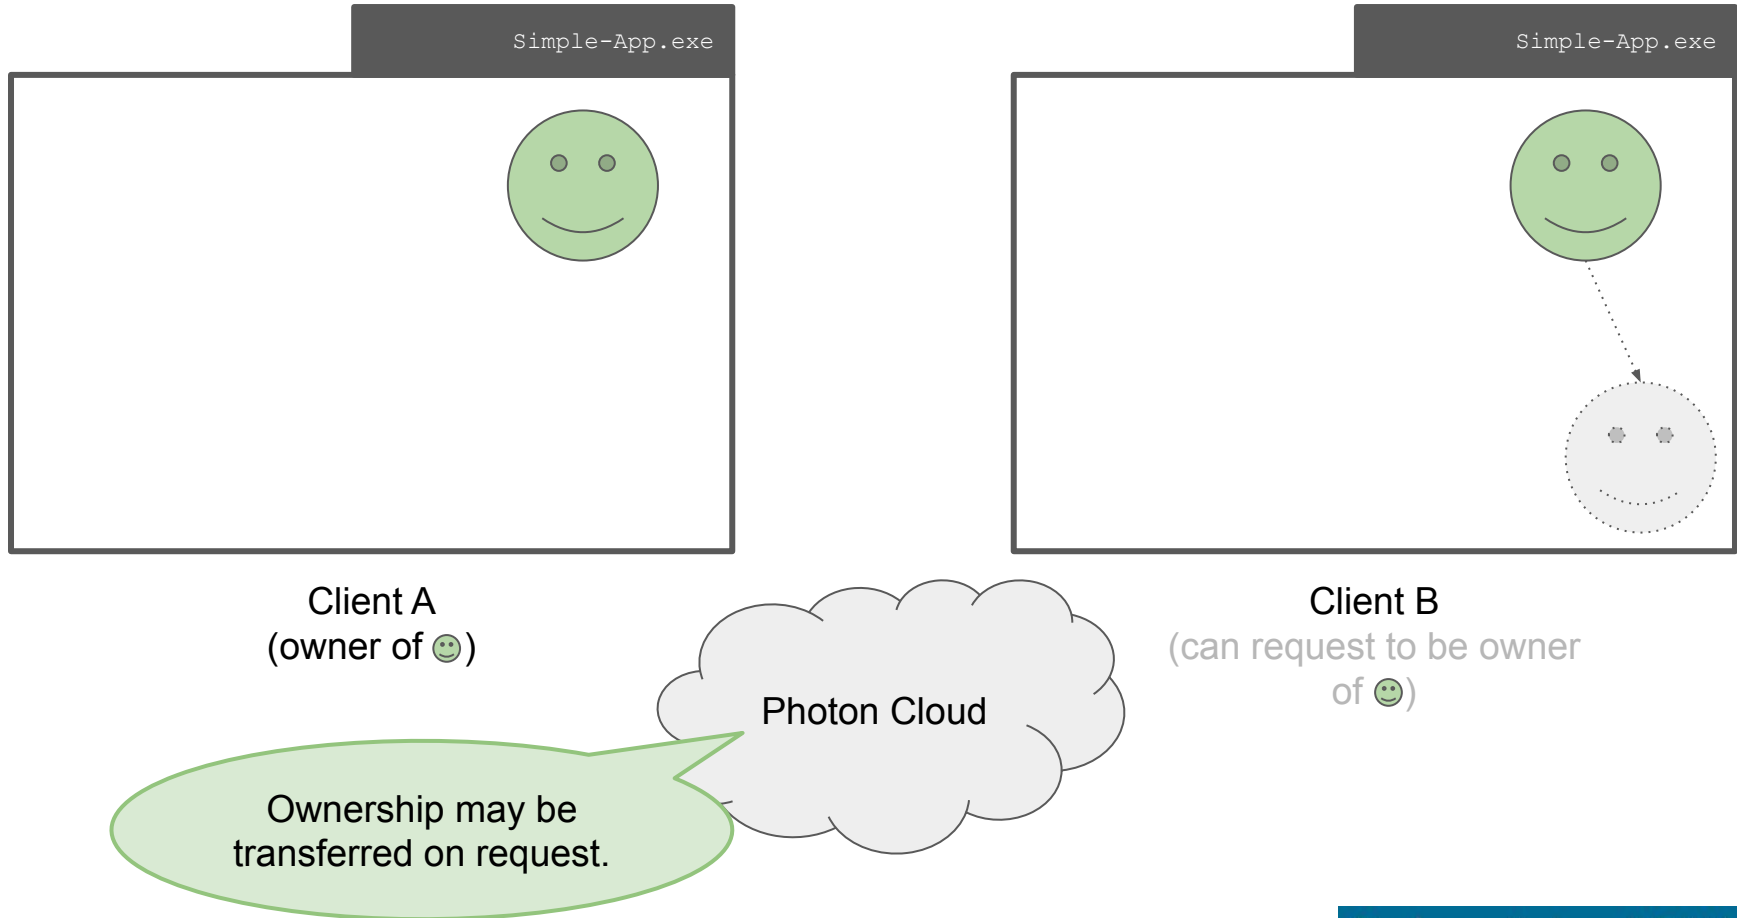 Simple-App.exe
Simple-App.exe
Client A
(owner of )
Client B
(can request to be owner
of )
Photon Cloud
Ownership may be
transferred on request.